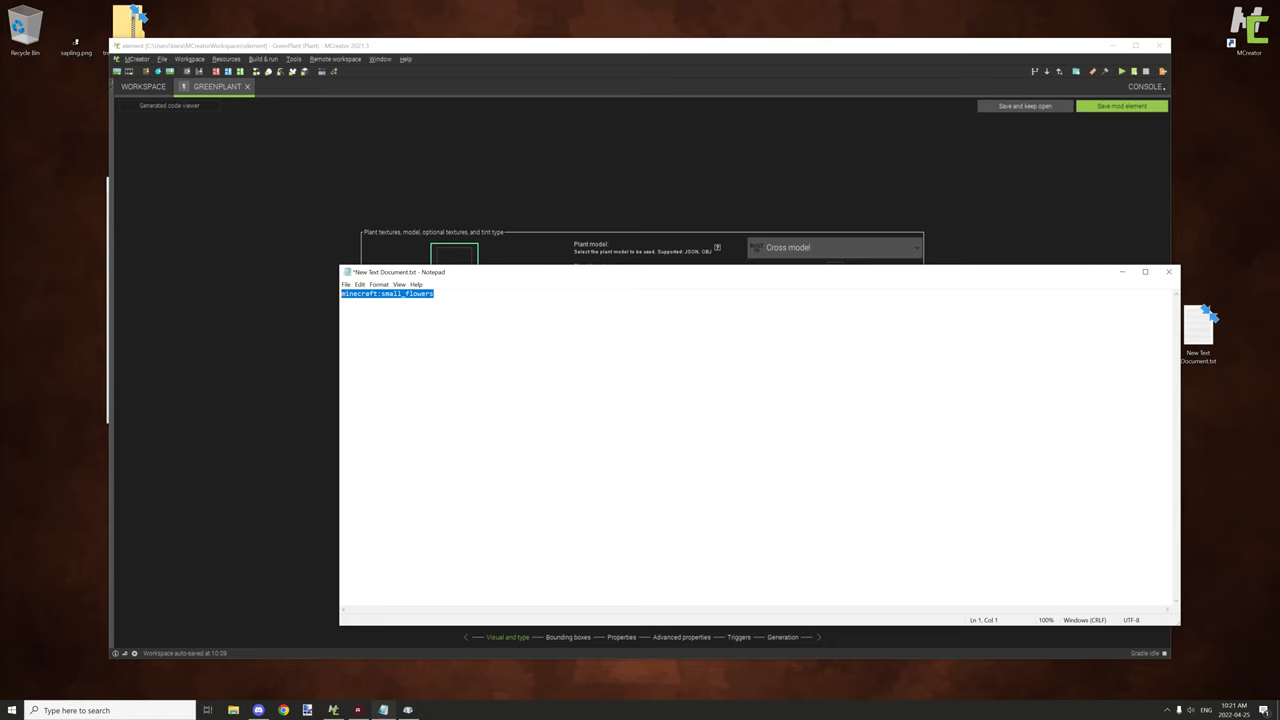 Recycle Bin
sapling.png
MCreator
element [C:\Users\kiera\MCreatorWorkspaces\element] - GreenPlant (Plant) - MCreator 2021.3
MCreator File Workspace Resources Build & run Tools Remote workspace Window Help
WORKSPACE 1 GREENPLANT CONSOLE
Generated code viewer
Save and keep open
Save mod element
Plant textures, model, optional textures, and tint type
Plant model:
Select the plant model to be used. Supported: JSON, OBJ
Cross model
*New Text Document.txt - Notepad
File Edit Format View Help
minecraft:small_flowers
New Text
Document.txt
Ln 1, Col 1 100% Windows (CRLF) UTF-8
Visual and type Bounding boxes Properties Advanced properties Triggers Generation
Workspace auto-saved at 10:09
Gradle idle
Type here to search
ENG
10:21 AM
2022-04-25